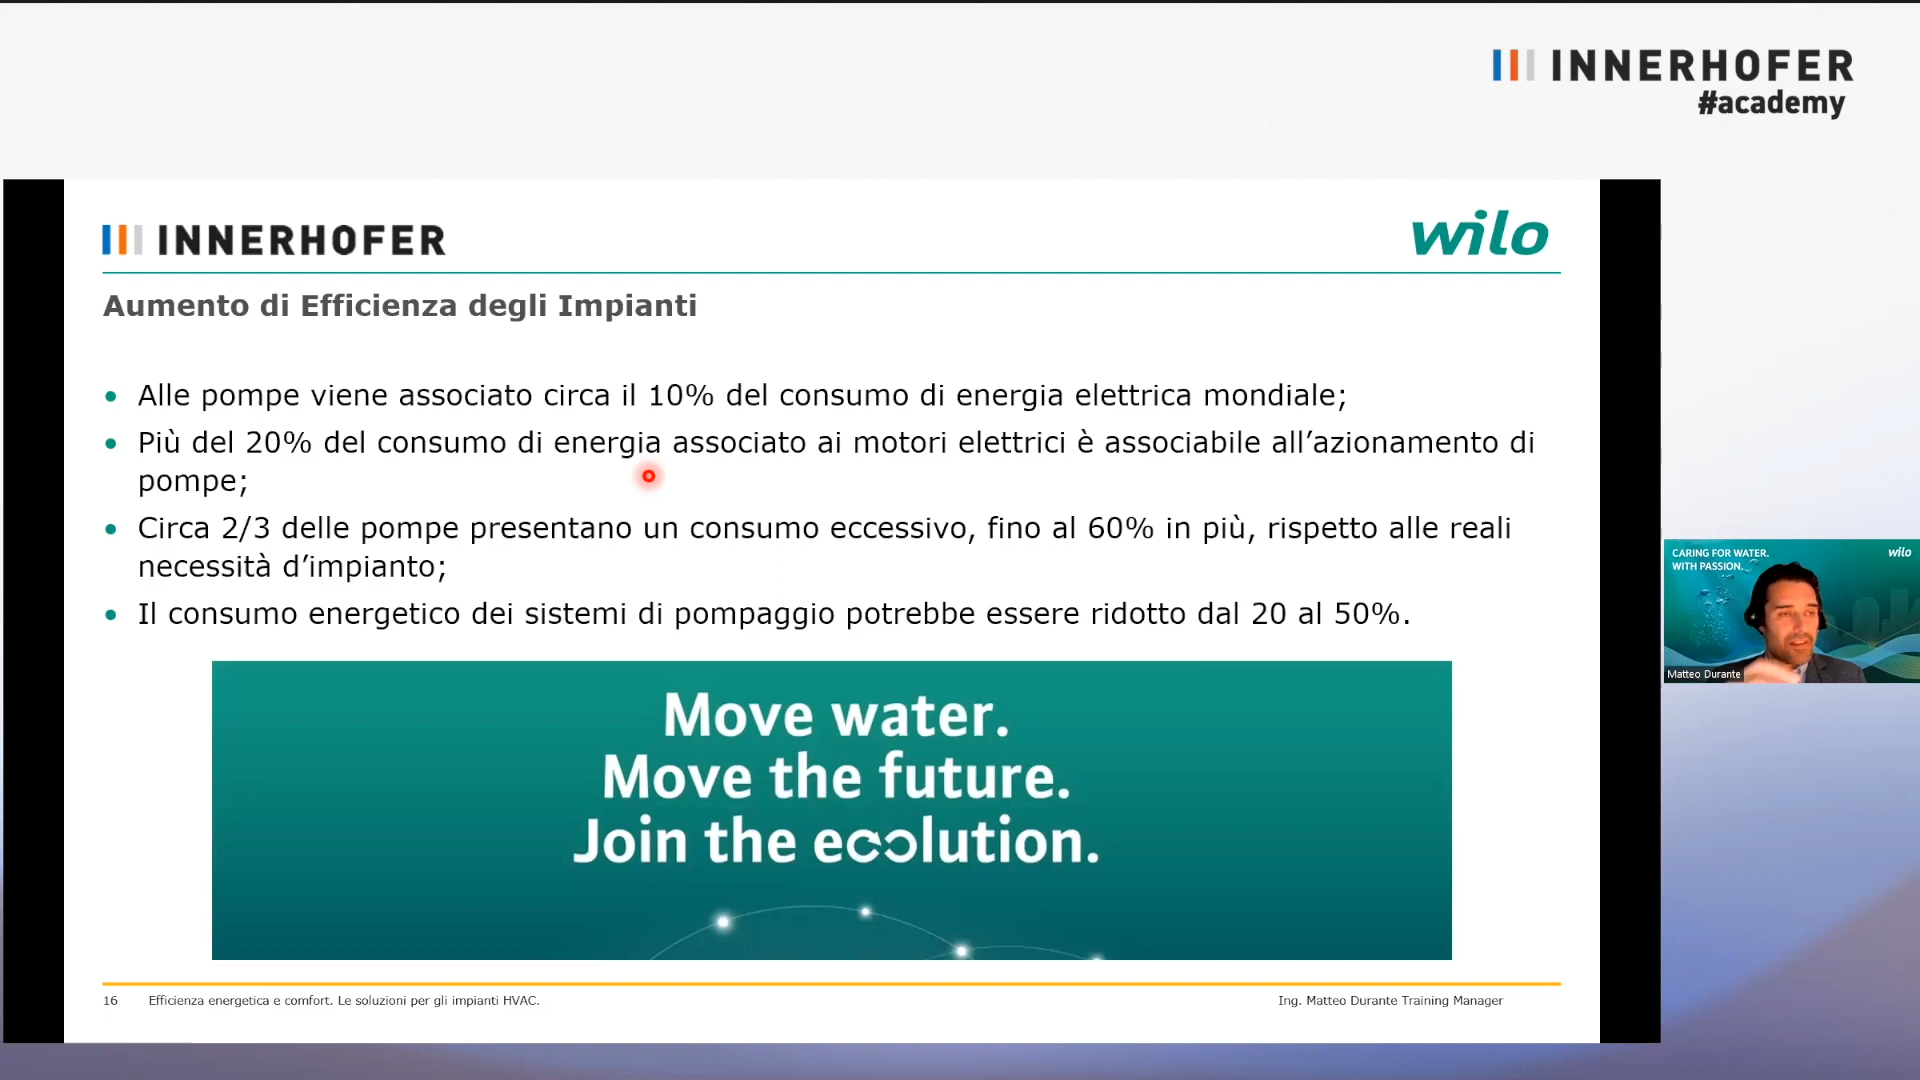 INNERHOFER
#academy
INNERHOFER
wilo
Aumento di Efficienza degli Impianti
• Alle pompe viene associato circa il 10% del consumo di energia elettrica mondiale;
• Più del 20% del consumo di energia associato ai motori elettrici è associabile all’azionamento di
pompe;
• Circa 2/3 delle pompe presentano un consumo eccessivo, fino al 60% in più, rispetto alle reali
necessità d’impianto;
• Il consumo energetico dei sistemi di pompaggio potrebbe essere ridotto dal 20 al 50%.
Move water.
Move the future.
Join the ecolution.
16 Efficienza energetica e comfort. Le soluzioni per gli impianti HVAC.
Ing. Matteo Durante Training Manager
CARING FOR WATER.
WITH PASSION.
wilo
Matteo Durante